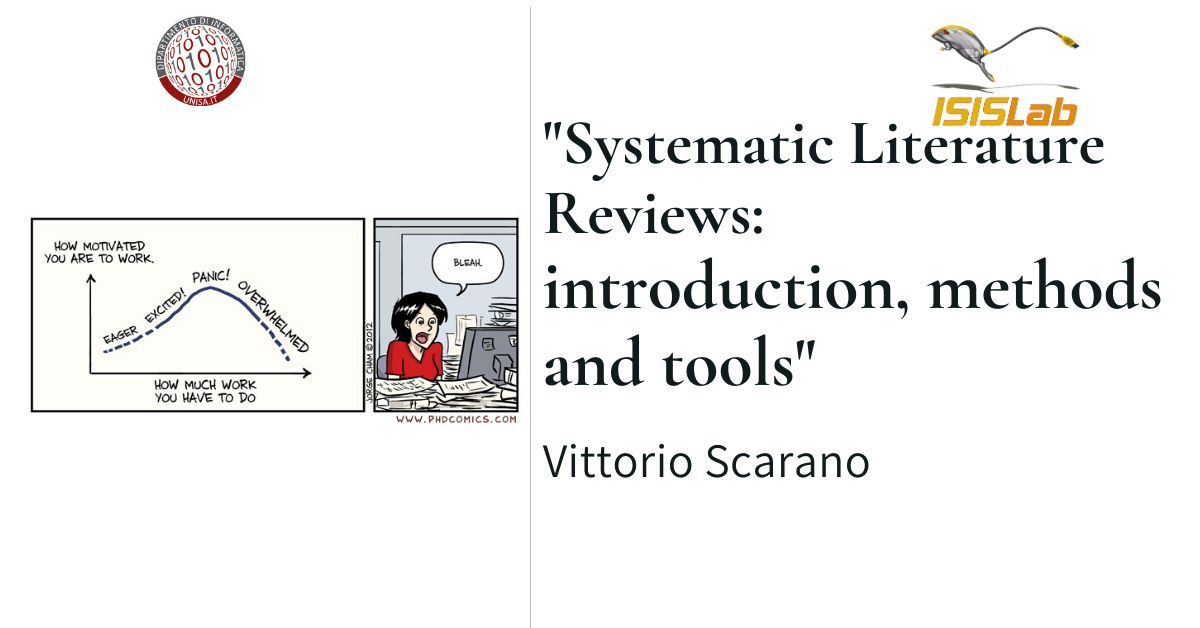 DIPARTIMENTO DI INFORMATICA
UNISA.IT
HOW MOTIVATED
YOU ARE TO WORK.
EAGER
EXCITED!
PANIC!
OVERWHELMED
HOW MUCH WORK
YOU HAVE TO DO
BLEAH.
JORGE CHAM © 2012
WWW.PHDCOMICS.COM
ISISLab
"Systematic Literature
Reviews:
introduction, methods
and tools"
Vittorio Scarano